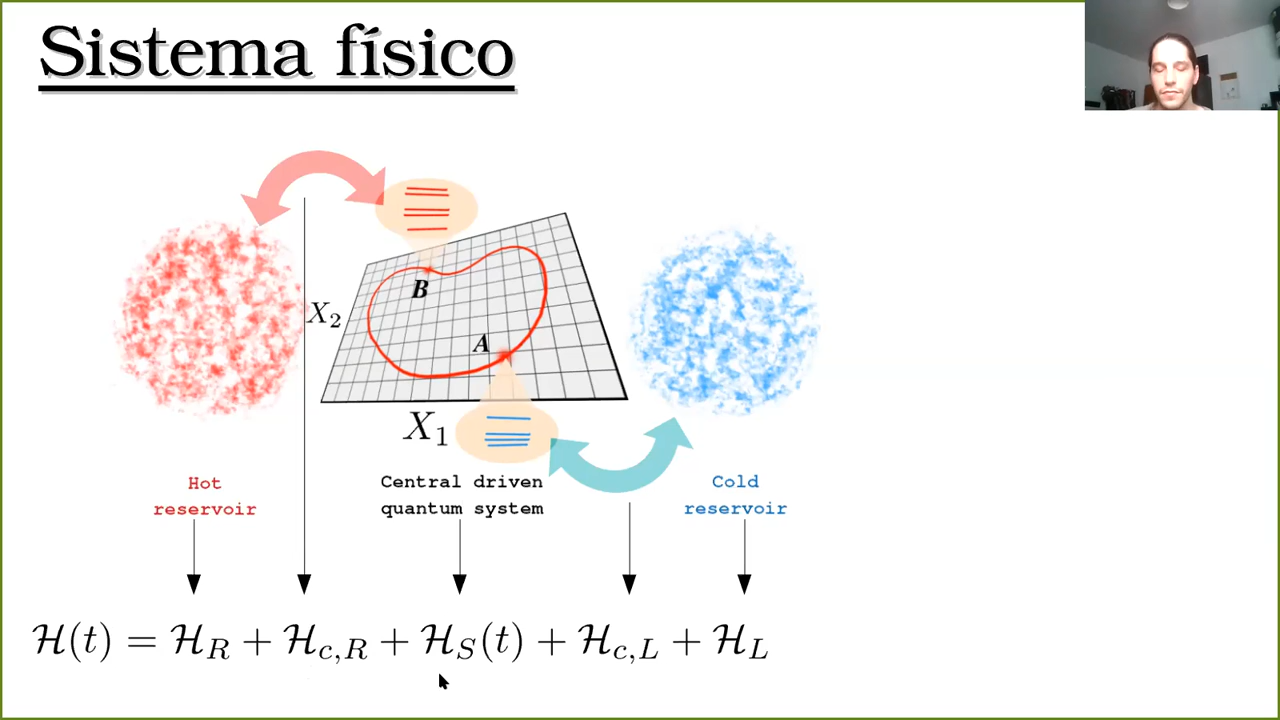 Sistema físico
B
X₂
A
X₁
Hot
reservoir
Central driven
quantum system
Cold
reservoir
ℋ(t) = ℋ_R + ℋ_{c,R} + ℋ_S(t) + ℋ_{c,L} + ℋ_L